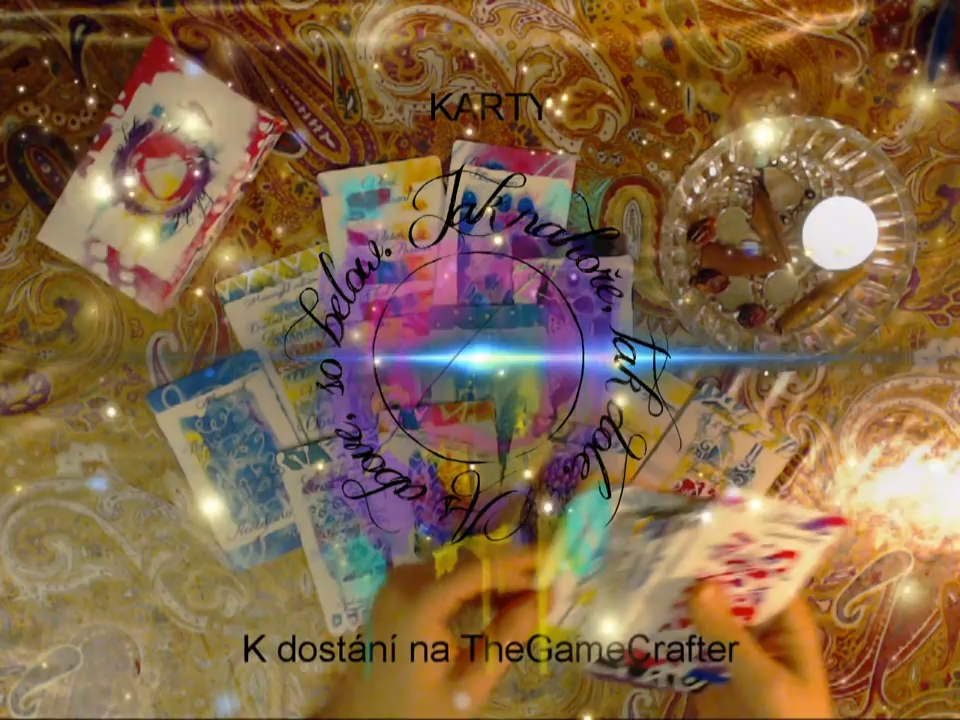 KARTY
Jak nahoře, tak dole.
As above, so below.
K dostání na TheGameCrafter